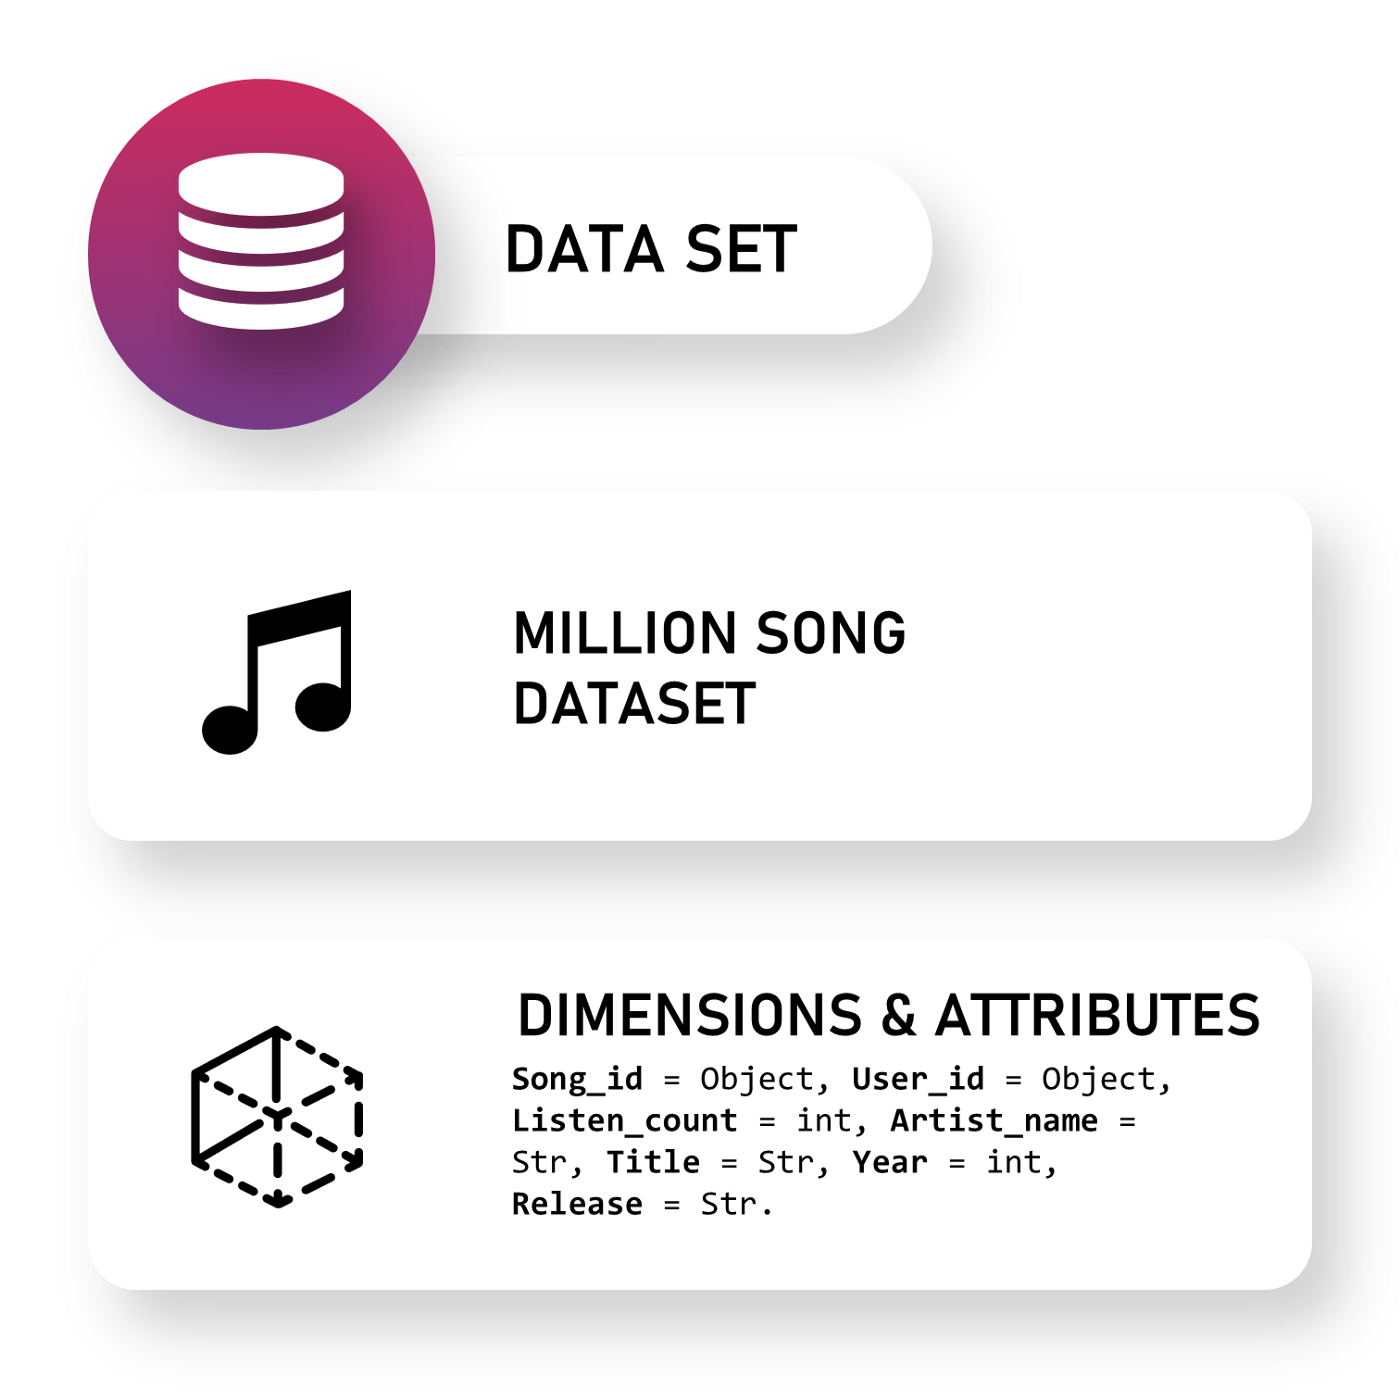 DATA SET
MILLION SONG
DATASET
DIMENSIONS & ATTRIBUTES
Song_id = Object, User_id = Object,
Listen_count = int, Artist_name =
Str, Title = Str, Year = int,
Release = Str.